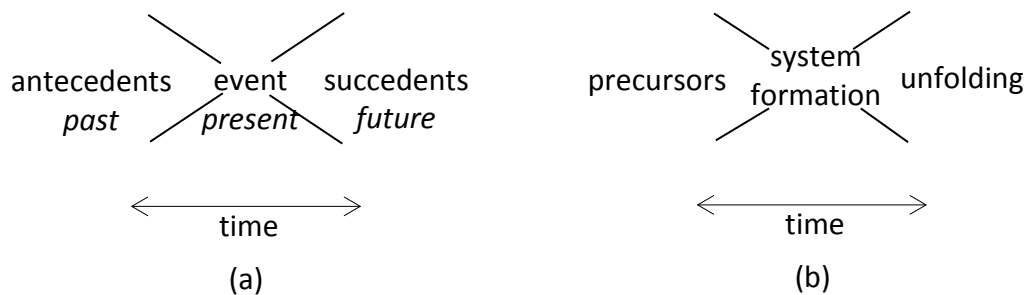 antecedents event succedents
past present future
time
(a)
precursors system formation unfolding
time
(b)